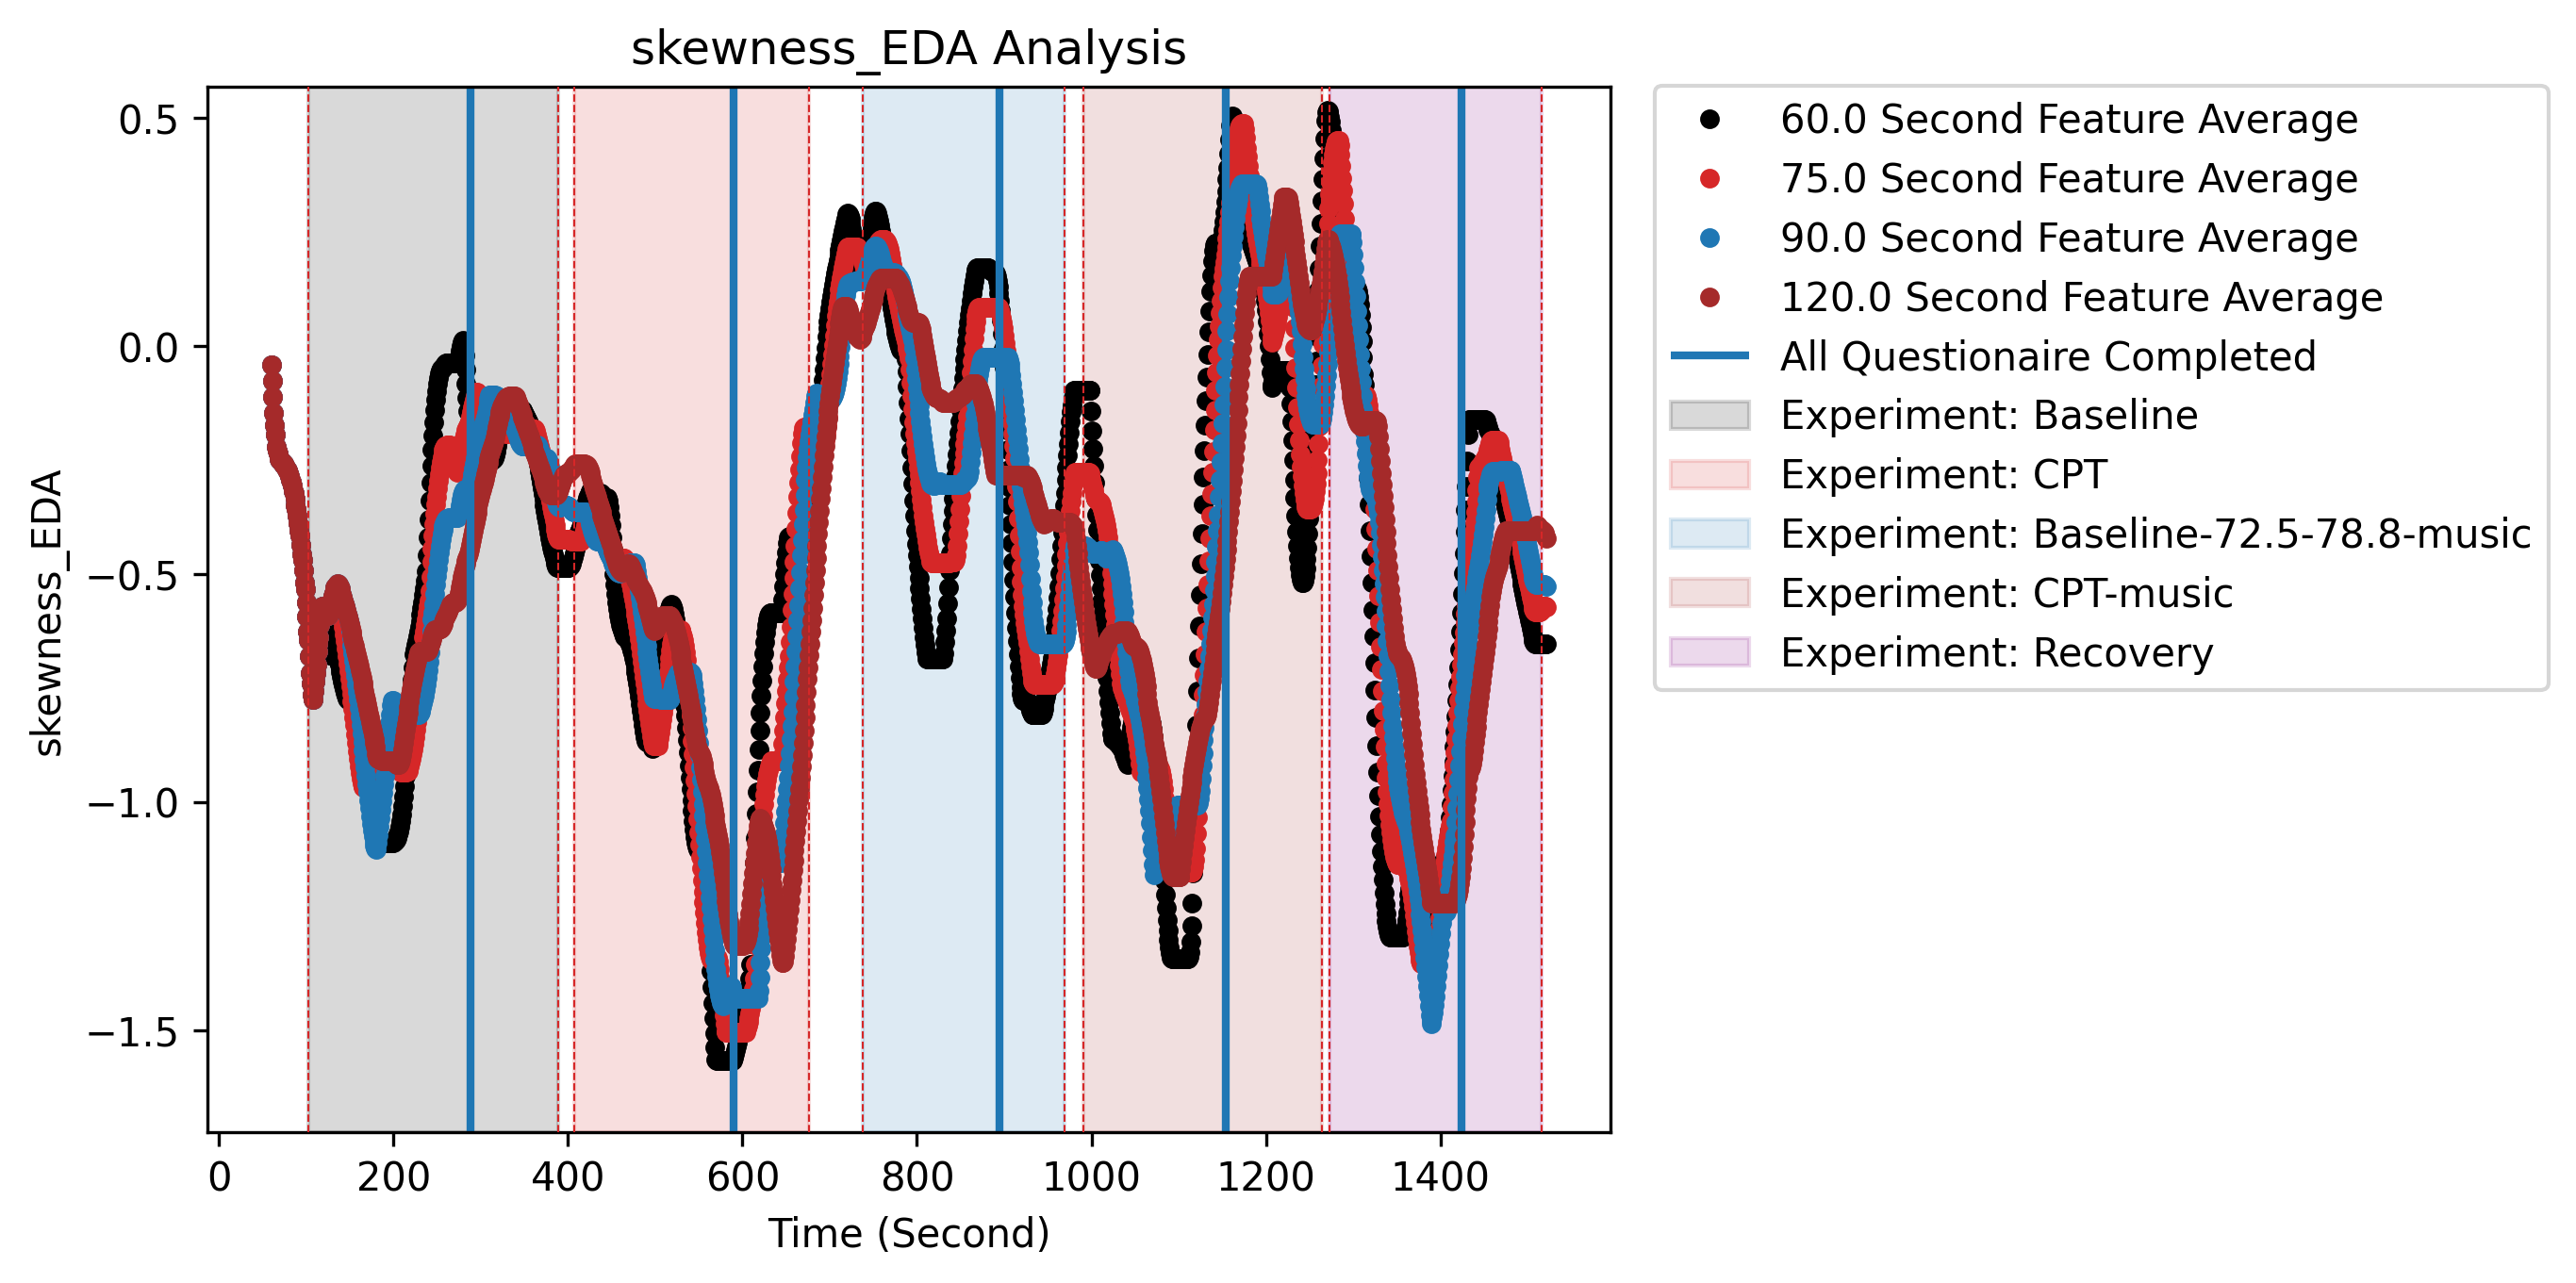 skewness_EDA Analysis
skewness_EDA
0.5
0.0
−0.5
−1.0
−1.5
0 200 400 600 800 1000 1200 1400
Time (Second)
60.0 Second Feature Average
75.0 Second Feature Average
90.0 Second Feature Average
120.0 Second Feature Average
All Questionaire Completed
Experiment: Baseline
Experiment: CPT
Experiment: Baseline-72.5-78.8-music
Experiment: CPT-music
Experiment: Recovery